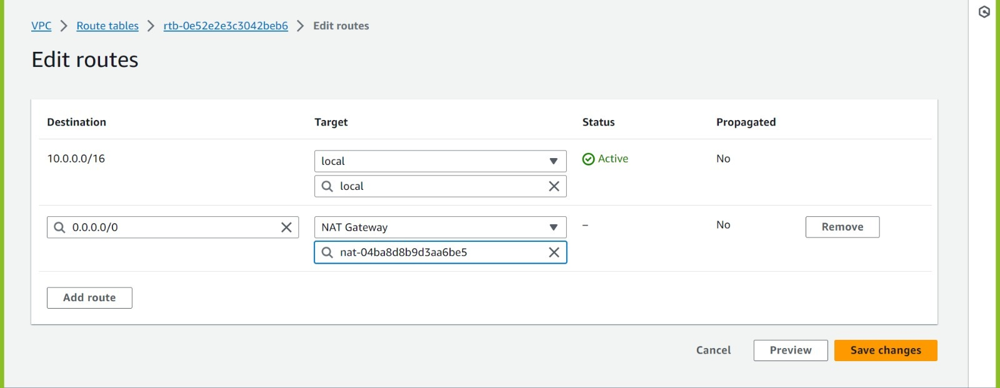 VPC > Route tables > rtb-0e52e2e3c3042beb6 > Edit routes
Edit routes
Destination Target Status Propagated
10.0.0.0/16 local Active No
local
0.0.0.0/0 NAT Gateway – No Remove
nat-04ba8d8b9d3aa6be5
Add route
Cancel Preview Save changes